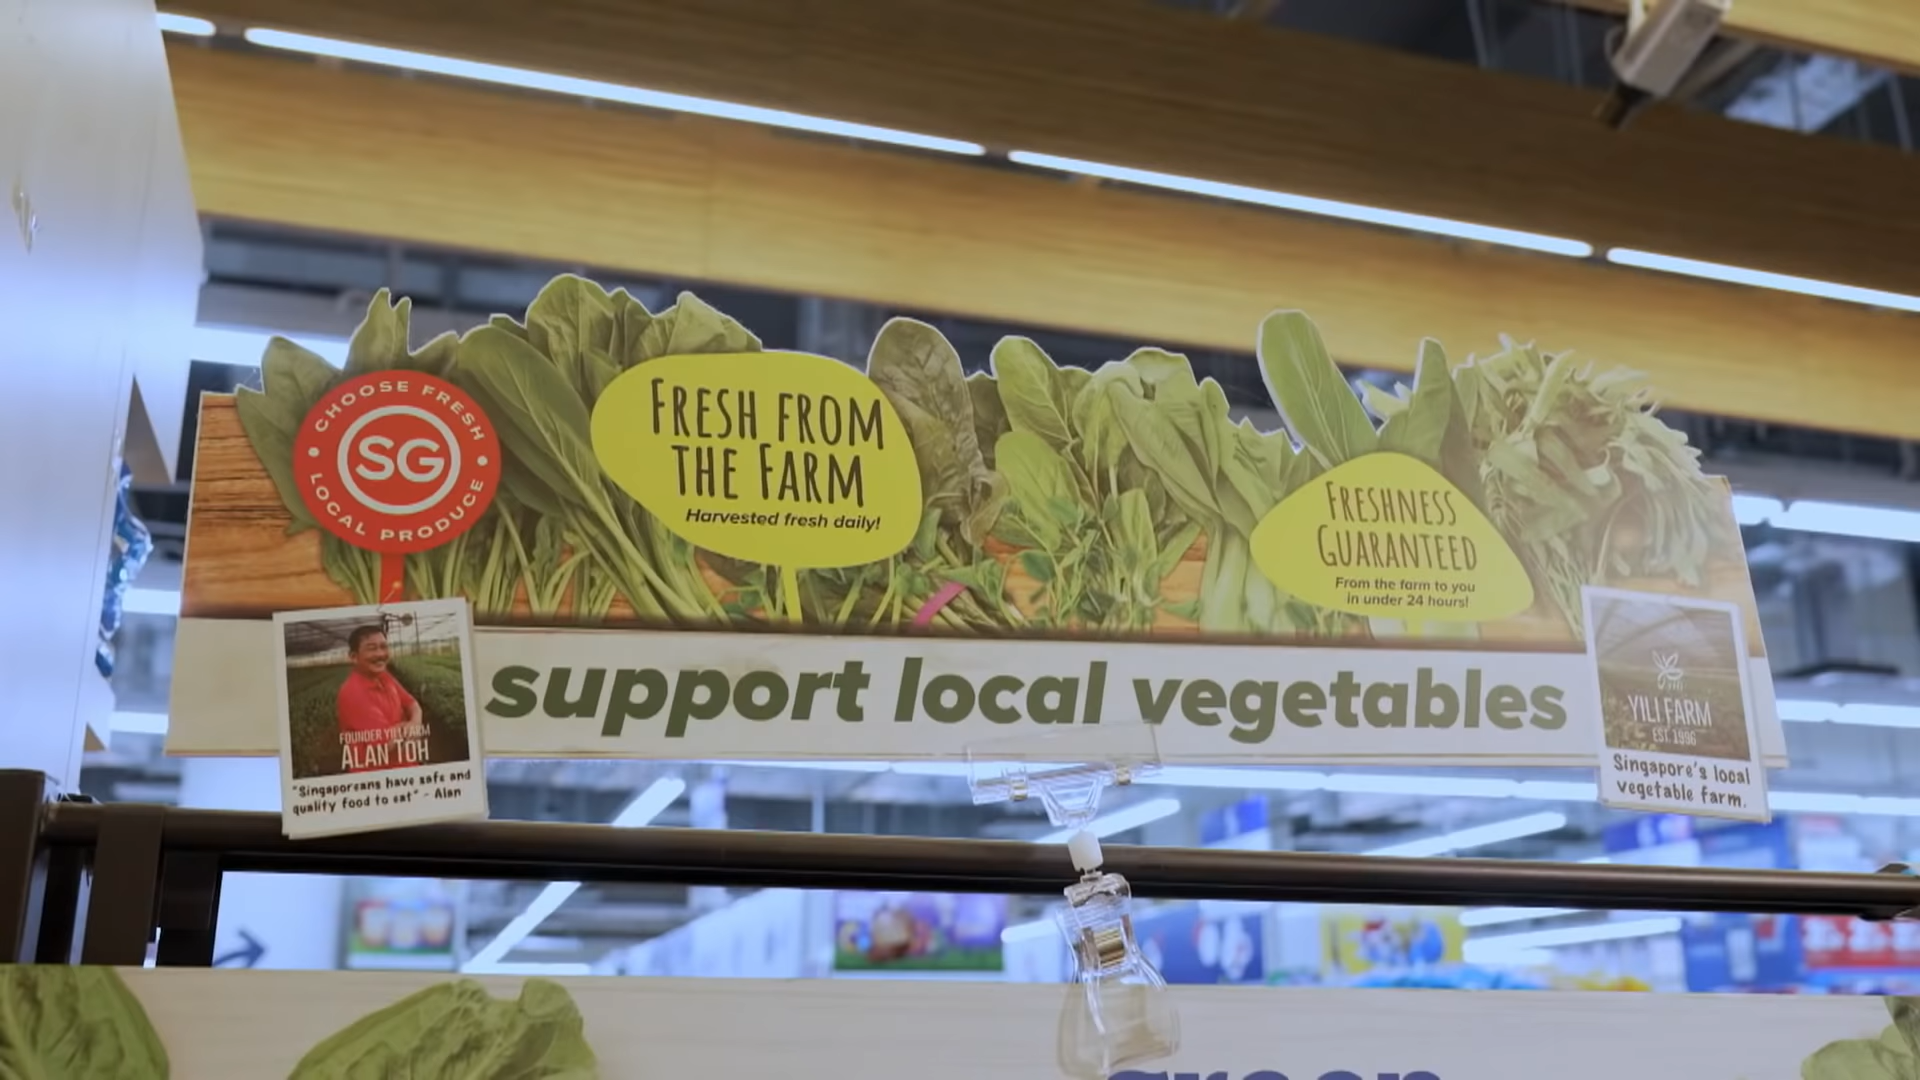 CHOOSE FRESH
SG
LOCAL PRODUCE
FRESH FROM
THE FARM
Harvested fresh daily!
FRESHNESS
GUARANTEED
From the farm to you
in under 24 hours!
support local vegetables
FOUNDER YILI FARM
ALAN TOH
"Singaporeans have safe and
quality food to eat" - Alan
YILI FARM
EST. 1996
Singapore's local
vegetable farm.